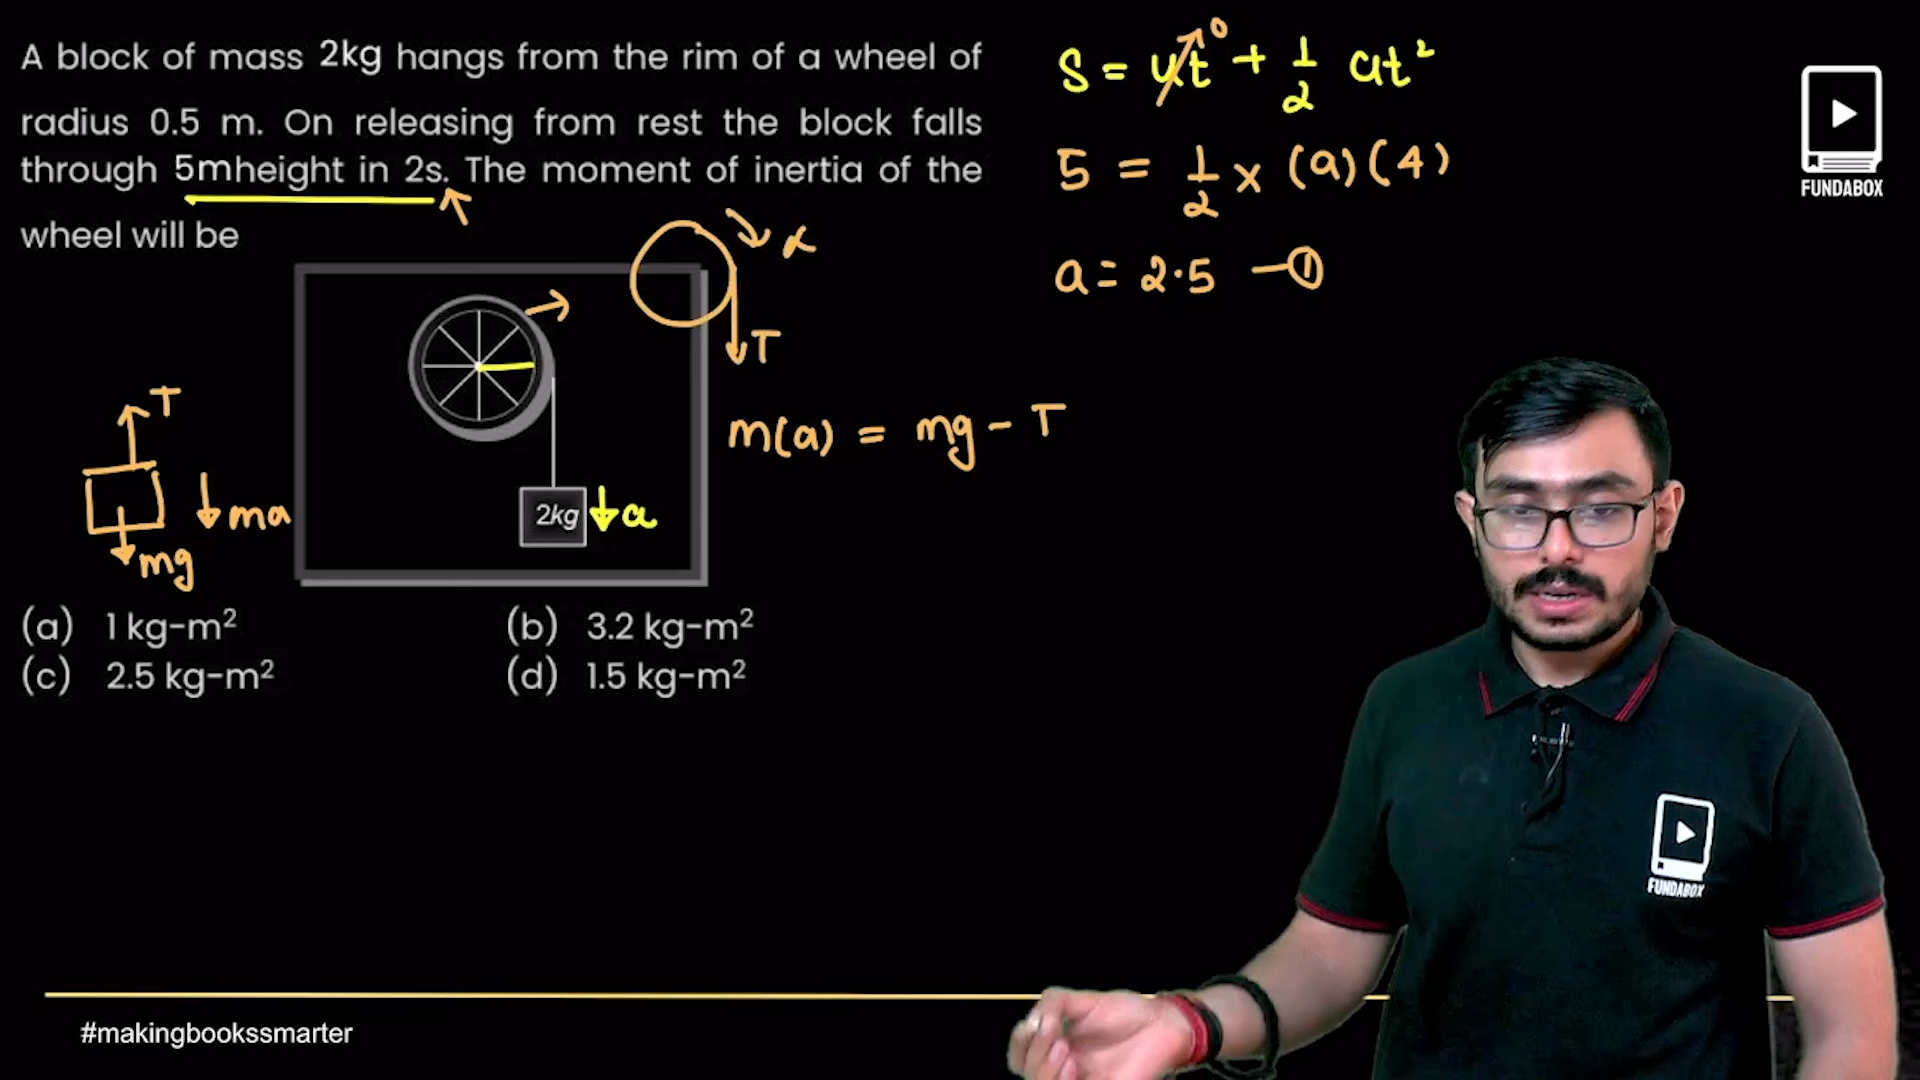 A block of mass 2kg hangs from the rim of a wheel of
radius 0.5 m. On releasing from rest the block falls
through 5m height in 2s. The moment of inertia of the
wheel will be
S = ut↗0 + 1/2 at²
5 = 1/2 × (a)(4)
a = 2.5 —①
FUNDABOX
α
T
m(a) = mg - T
T
ma
mg
2kg
a
(a) 1 kg-m²
(b) 3.2 kg-m²
(c) 2.5 kg-m²
(d) 1.5 kg-m²
FUNDABOX
#makingbookssmarter